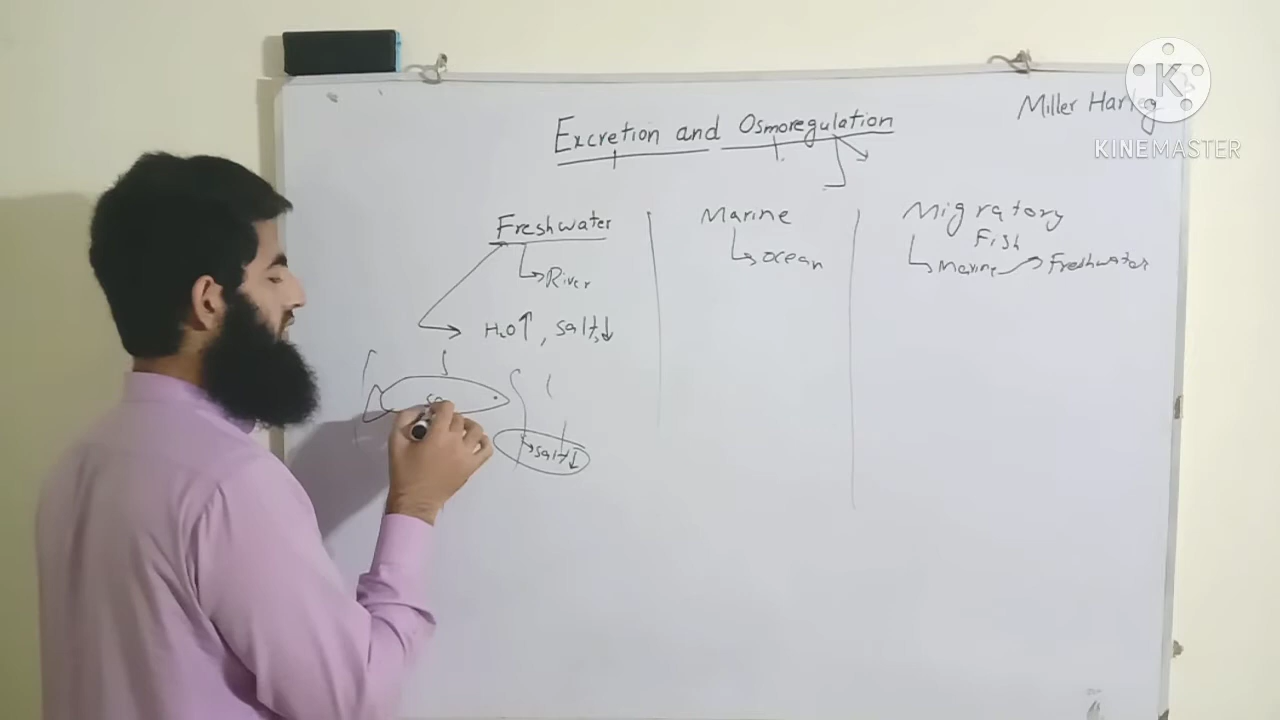 Miller Harley
Excretion and Osmoregulation
Freshwater
River
H₂O↑, salts↓
salt↓
Marine
ocean
Migratory
Fish
Marine → Freshwater
K
KINEMASTER